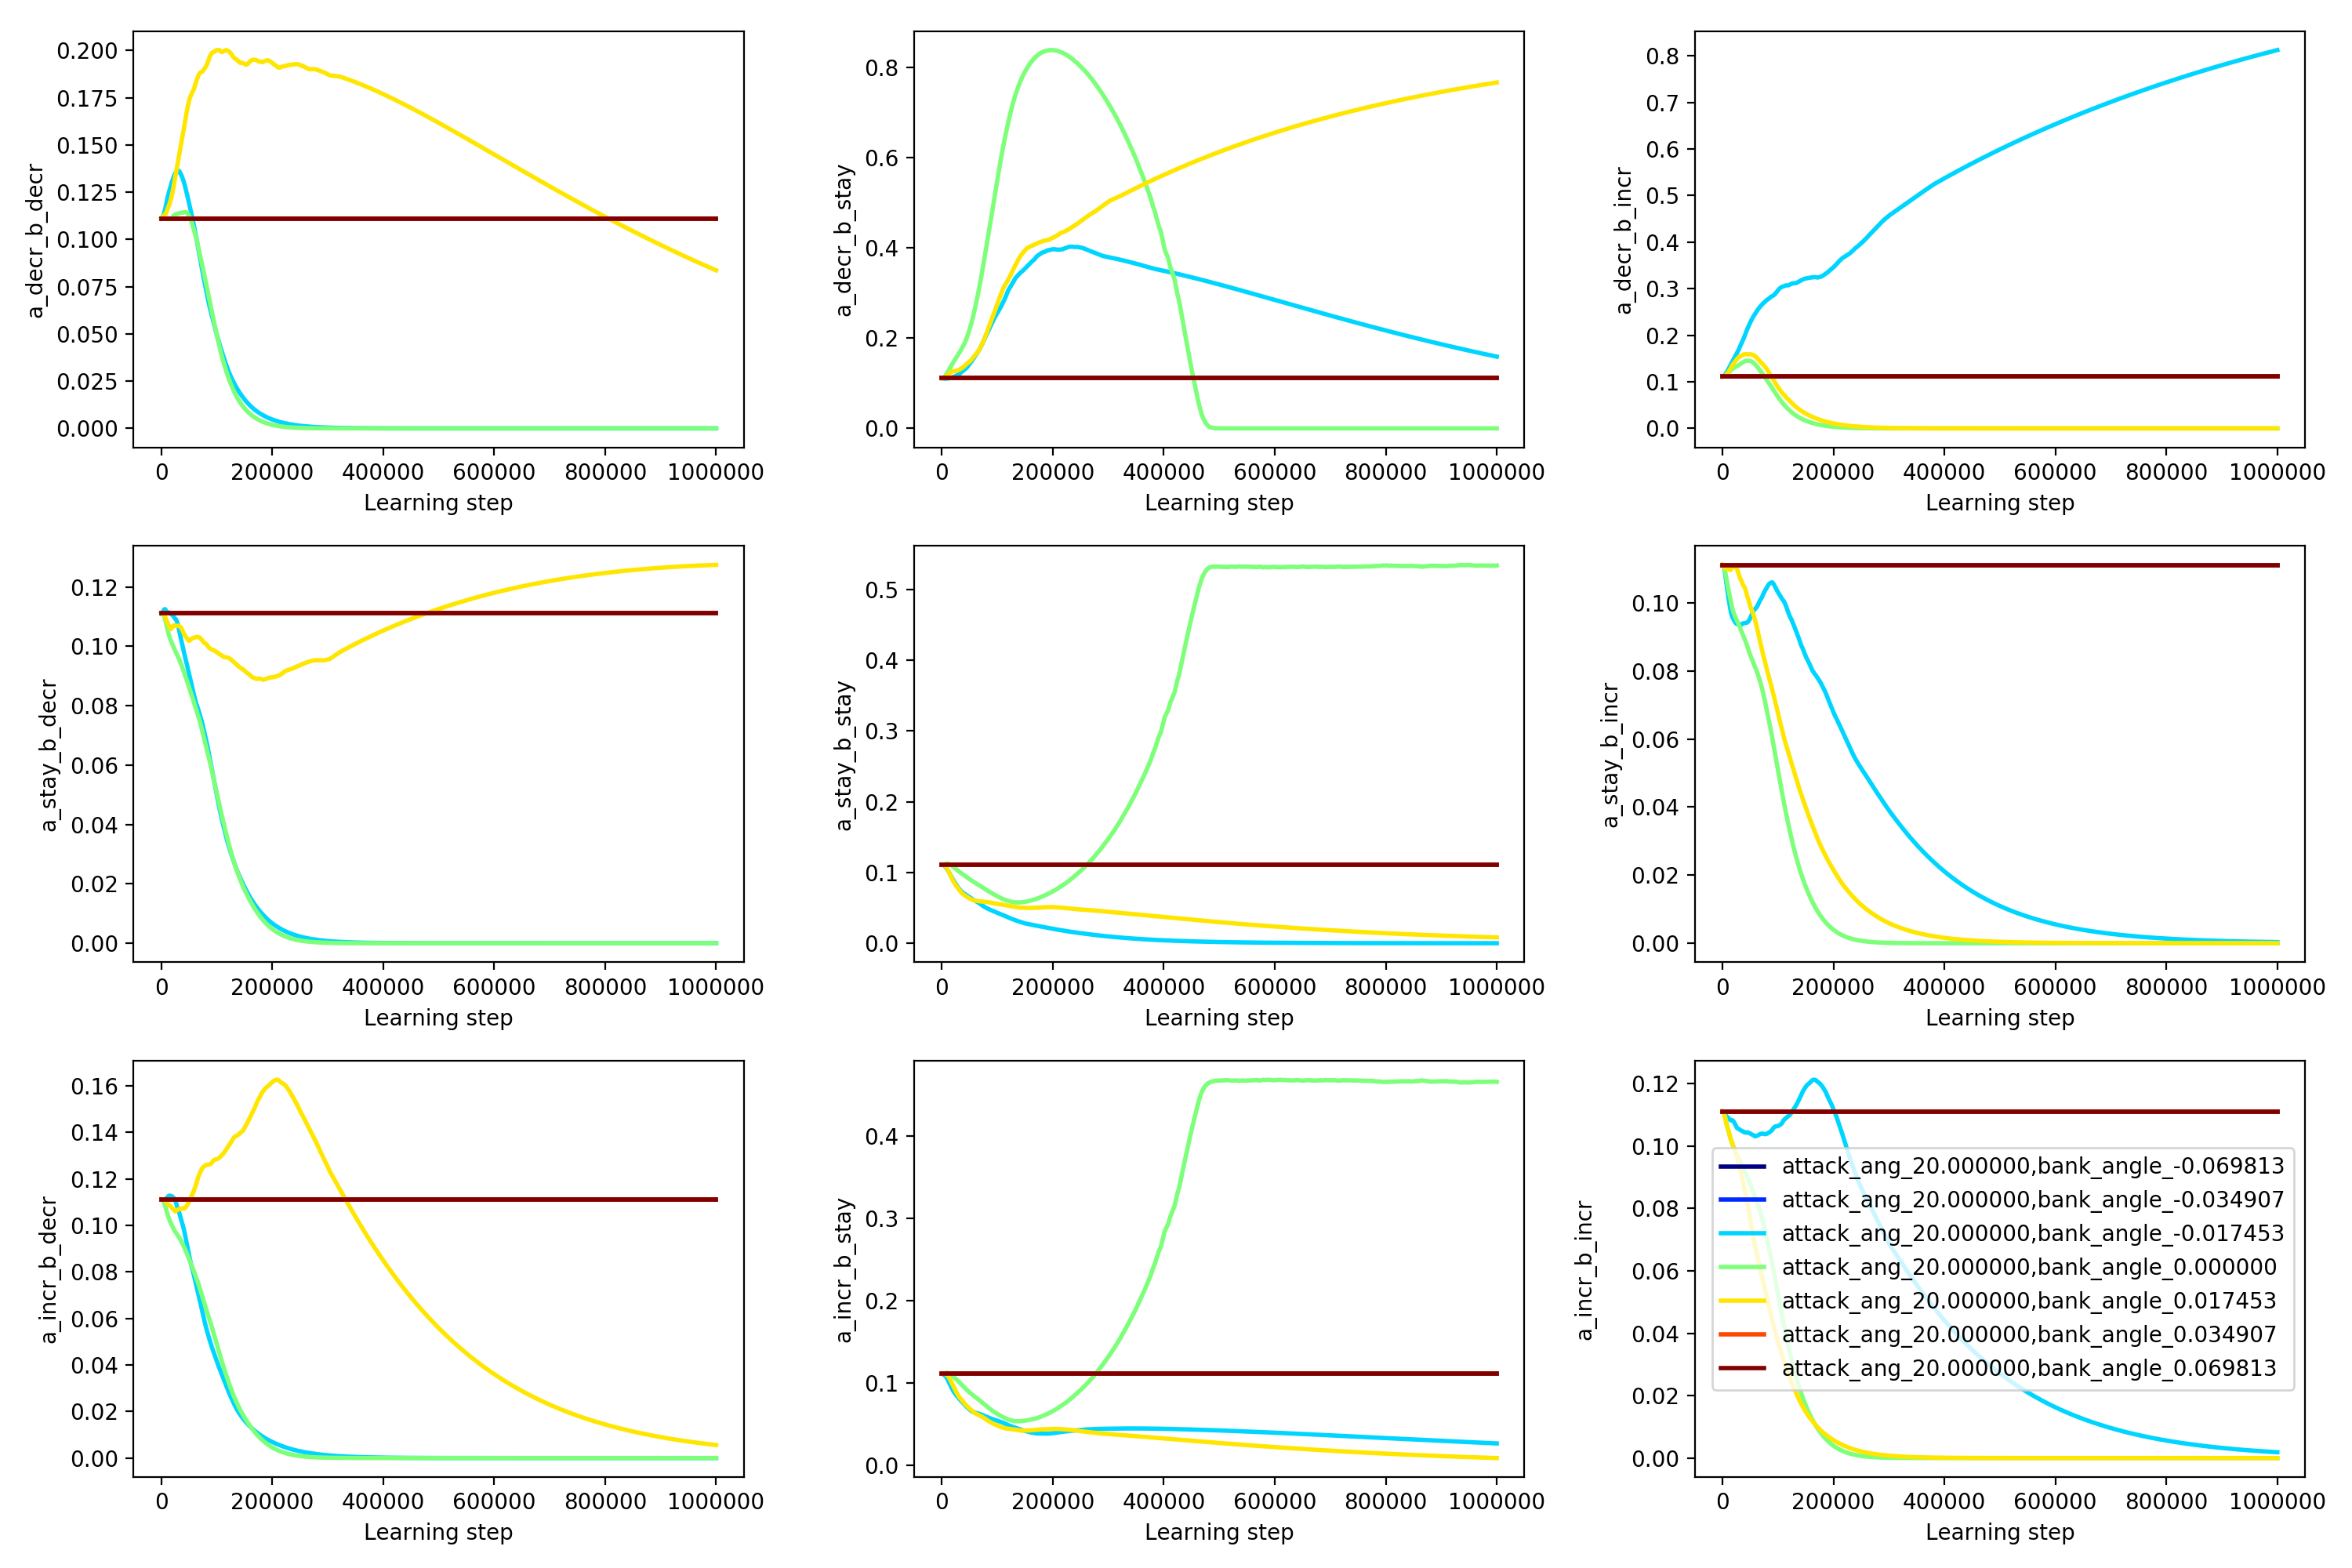 0.200
0.175
0.150
0.125
0.100
0.075
0.050
0.025
0.000
a_decr_b_decr
0 200000 400000 600000 800000 1000000
Learning step
0.8
0.6
0.4
0.2
0.0
a_decr_b_stay
0 200000 400000 600000 800000 1000000
Learning step
0.8
0.7
0.6
0.5
0.4
0.3
0.2
0.1
0.0
a_decr_b_incr
0 200000 400000 600000 800000 1000000
Learning step
0.12
0.10
0.08
0.06
0.04
0.02
0.00
a_stay_b_decr
0 200000 400000 600000 800000 1000000
Learning step
0.5
0.4
0.3
0.2
0.1
0.0
a_stay_b_stay
0 200000 400000 600000 800000 1000000
Learning step
0.10
0.08
0.06
0.04
0.02
0.00
a_stay_b_incr
0 200000 400000 600000 800000 1000000
Learning step
0.16
0.14
0.12
0.10
0.08
0.06
0.04
0.02
0.00
a_incr_b_decr
0 200000 400000 600000 800000 1000000
Learning step
0.4
0.3
0.2
0.1
0.0
a_incr_b_stay
0 200000 400000 600000 800000 1000000
Learning step
0.12
0.10
0.08
0.06
0.04
0.02
0.00
a_incr_b_incr
attack_ang_20.000000,bank_angle_-0.069813
attack_ang_20.000000,bank_angle_-0.034907
attack_ang_20.000000,bank_angle_-0.017453
attack_ang_20.000000,bank_angle_0.000000
attack_ang_20.000000,bank_angle_0.017453
attack_ang_20.000000,bank_angle_0.034907
attack_ang_20.000000,bank_angle_0.069813
0 200000 400000 600000 800000 1000000
Learning step